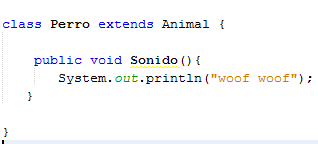 class Perro extends Animal {
public void Sonido(){
System.out.println("woof woof");
}
}